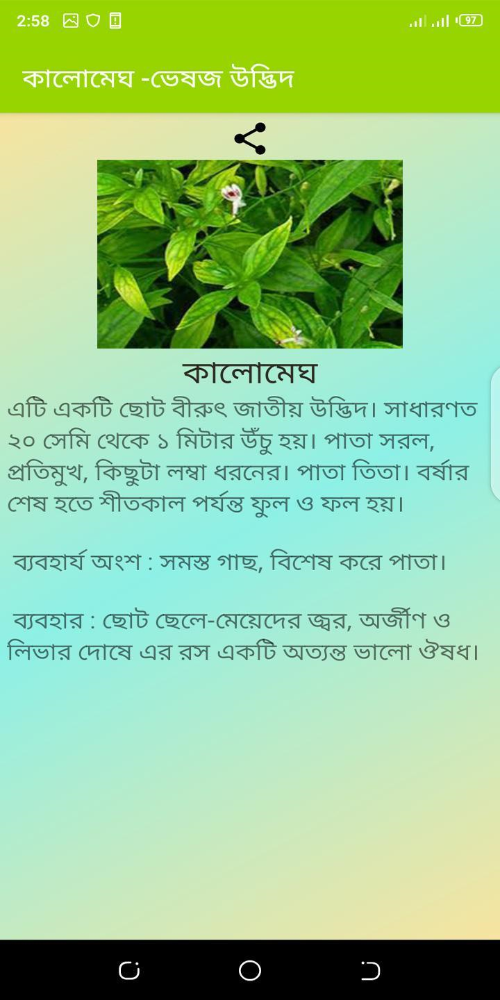 2:58
97
কালোমেঘ -ভেষজ উদ্ভিদ
কালোমেঘ
এটি একটি ছোট বীরুৎ জাতীয় উদ্ভিদ। সাধারণত
২০ সেমি থেকে ১ মিটার উঁচু হয়। পাতা সরল,
প্রতিমুখ, কিছুটা লম্বা ধরনের। পাতা তিতা। বর্ষার
শেষ হতে শীতকাল পর্যন্ত ফুল ও ফল হয়।
ব্যবহার্য অংশ : সমস্ত গাছ, বিশেষ করে পাতা।
ব্যবহার : ছোট ছেলে-মেয়েদের জ্বর, অর্জীণ ও
লিভার দোষে এর রস একটি অত্যন্ত ভালো ঔষধ।